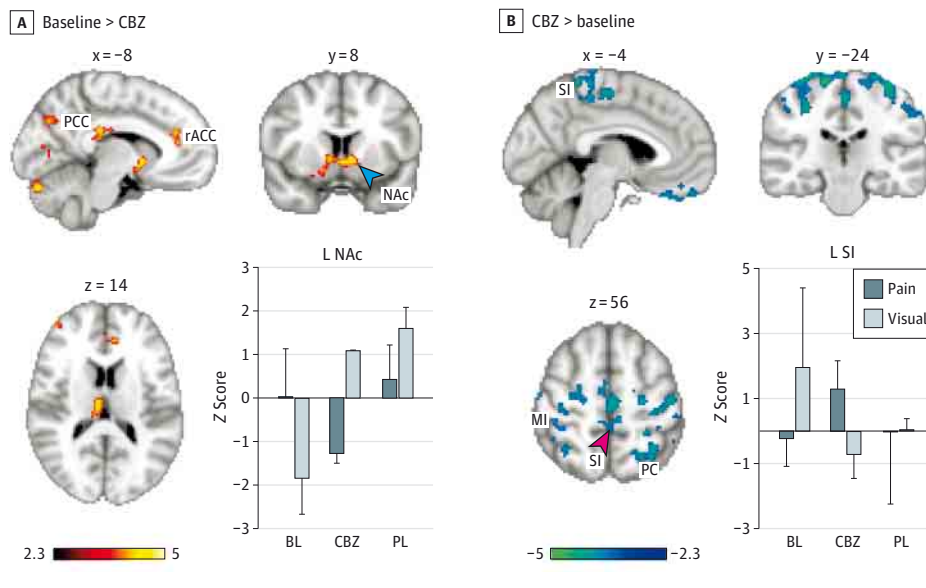 A Baseline > CBZ
x = −8
y = 8
PCC
rACC
NAc
z = 14
L NAc
3
2
1
0
−1
−2
−3
Z Score
BL CBZ PL
2.3 5
B CBZ > baseline
x = −4
y = −24
SI
z = 56
MI
SI
PC
L SI
5
3
1
−1
−3
Z Score
Pain
Visual
BL CBZ PL
−5 −2.3